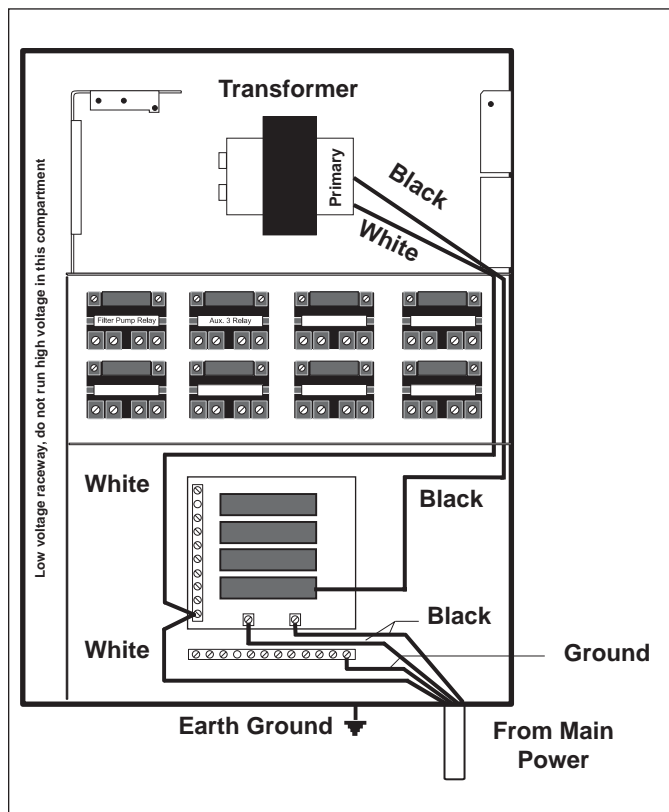 Transformer
Primary
Black
White
Low voltage raceway, do not run high voltage in this compartment
Filter Pump Relay
Aux. 3 Relay
White
Black
Black
White
Ground
Earth Ground
From Main
Power